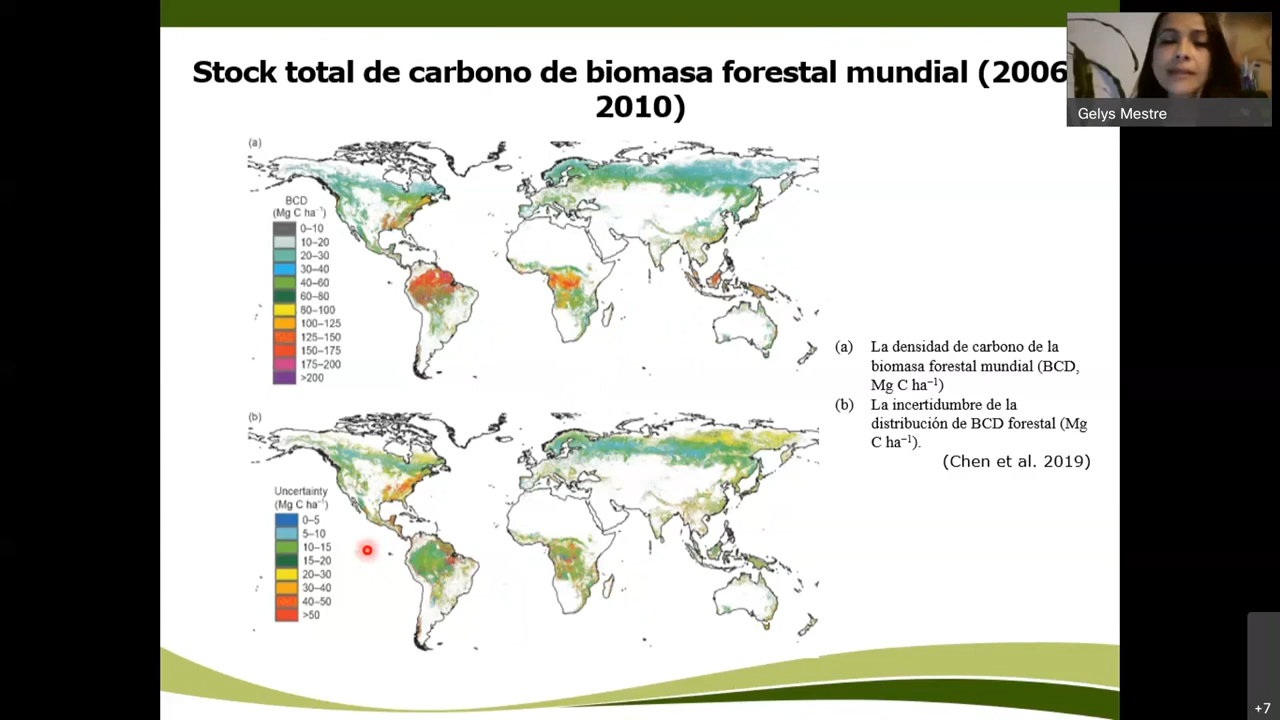 Stock total de carbono de biomasa forestal mundial (2006
2010)
Gelys Mestre
(a)
BCD
(Mg C ha⁻¹)
0–10
10–20
20–30
30–40
40–60
60–80
80–100
100–125
125–150
150–175
175–200
>200
(a) La densidad de carbono de la
biomasa forestal mundial (BCD,
Mg C ha⁻¹)
(b) La incertidumbre de la
distribución de BCD forestal (Mg
C ha⁻¹).
(Chen et al. 2019)
(b)
Uncertainty
(Mg C ha⁻¹)
0–5
5–10
10–15
15–20
20–30
30–40
40–50
>50
+7